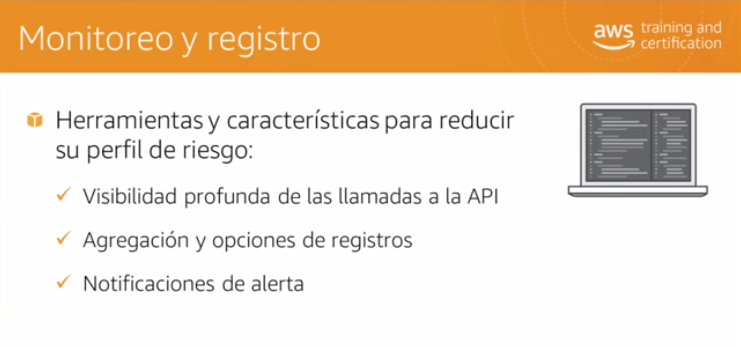 Monitoreo y registro
aws training and
certification
Herramientas y características para reducir
su perfil de riesgo:
✓ Visibilidad profunda de las llamadas a la API
✓ Agregación y opciones de registros
✓ Notificaciones de alerta